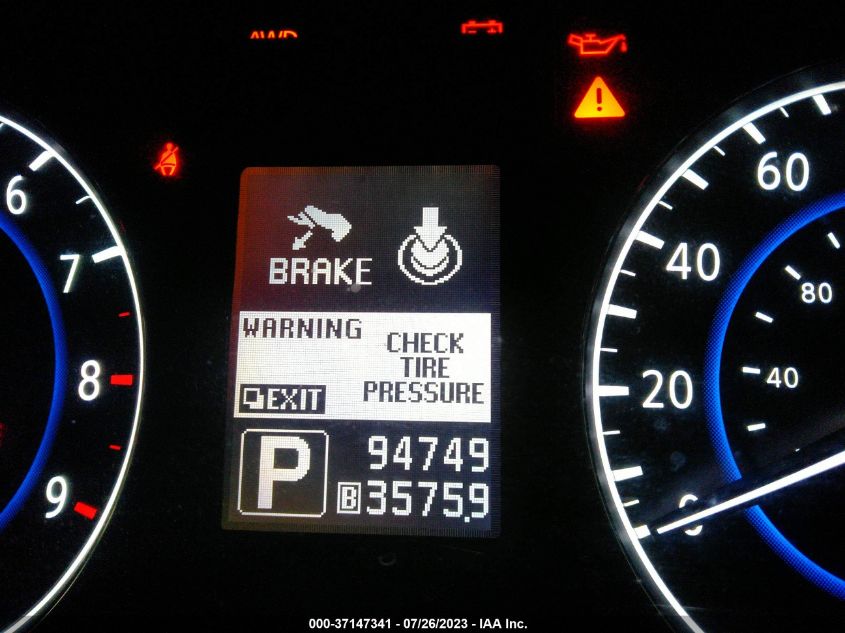 AWD
6
7
8
9
BRAKE
WARNING
CHECK
TIRE
PRESSURE
EXIT
P
94749
B 3575.9
60
40
20
0
80
40
000-37147341 - 07/26/2023 - IAA Inc.